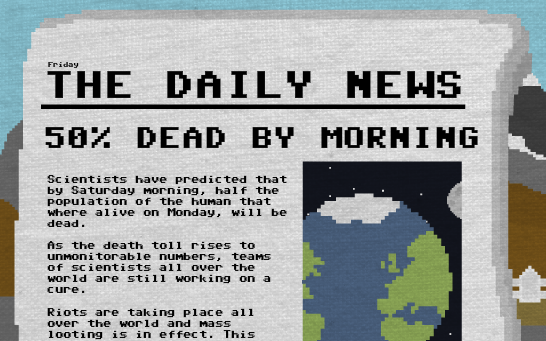 Friday
THE DAILY NEWS
50% DEAD BY MORNING
Scientists have predicted that
by Saturday morning, half the
population of the human that
where alive on Monday, will be
dead.
As the death toll rises to
unmonitorable numbers, teams
of scientists all over the
world are still working on a
cure.
Riots are taking place all
over the world and mass
looting is in effect. This